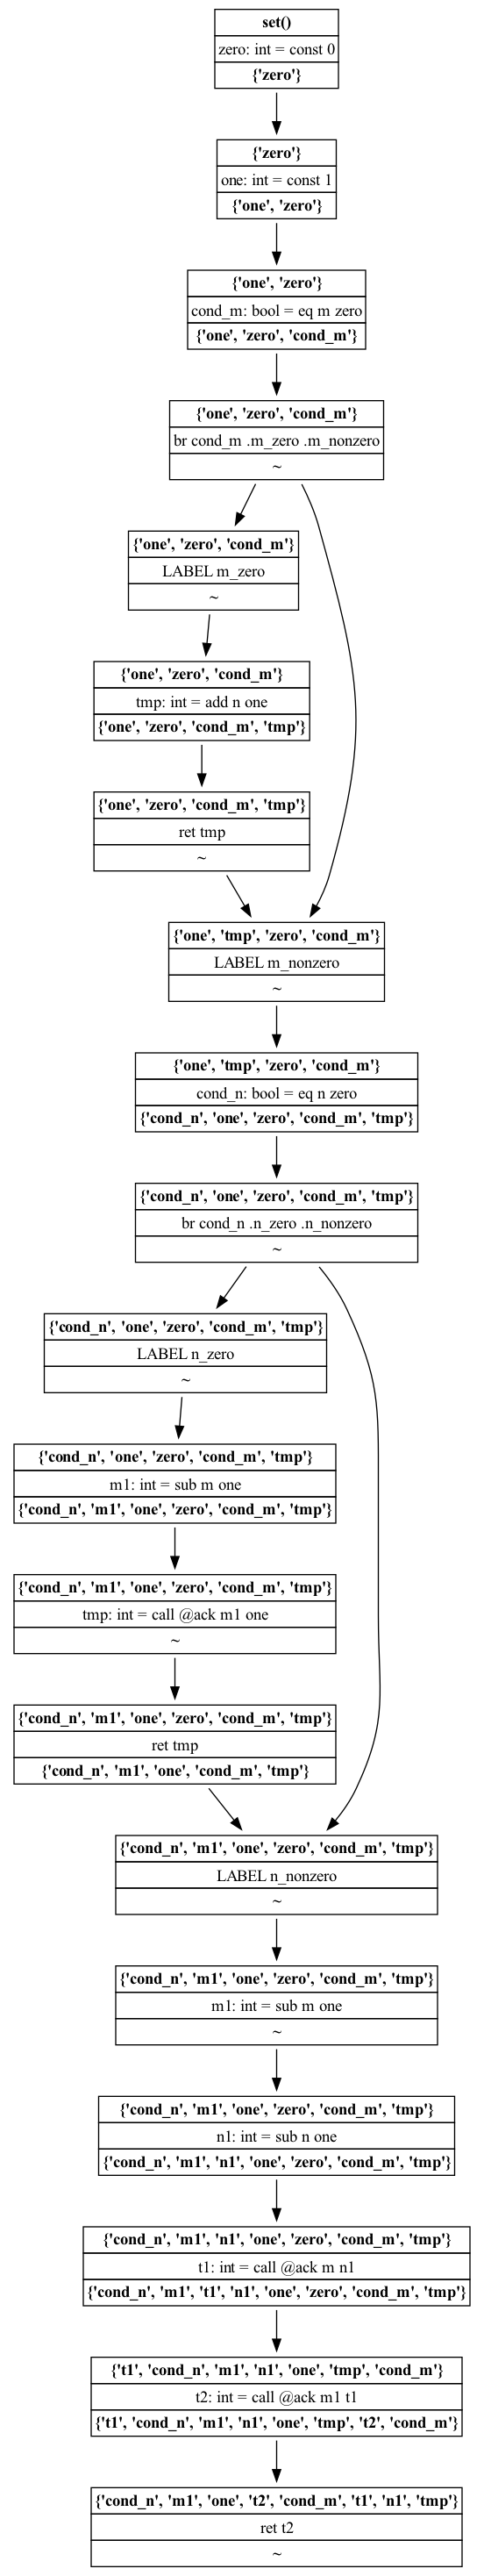 set()
zero: int = const 0
{'zero'}
{'zero'}
one: int = const 1
{'one', 'zero'}
{'one', 'zero'}
cond_m: bool = eq m zero
{'one', 'zero', 'cond_m'}
{'one', 'zero', 'cond_m'}
br cond_m .m_zero .m_nonzero
~
{'one', 'zero', 'cond_m'}
LABEL m_zero
~
{'one', 'zero', 'cond_m'}
tmp: int = add n one
{'one', 'zero', 'cond_m', 'tmp'}
{'one', 'zero', 'cond_m', 'tmp'}
ret tmp
~
{'one', 'tmp', 'zero', 'cond_m'}
LABEL m_nonzero
~
{'one', 'tmp', 'zero', 'cond_m'}
cond_n: bool = eq n zero
{'cond_n', 'one', 'zero', 'cond_m', 'tmp'}
{'cond_n', 'one', 'zero', 'cond_m', 'tmp'}
br cond_n .n_zero .n_nonzero
~
{'cond_n', 'one', 'zero', 'cond_m', 'tmp'}
LABEL n_zero
~
{'cond_n', 'one', 'zero', 'cond_m', 'tmp'}
m1: int = sub m one
{'cond_n', 'm1', 'one', 'zero', 'cond_m', 'tmp'}
{'cond_n', 'm1', 'one', 'zero', 'cond_m', 'tmp'}
tmp: int = call @ack m1 one
~
{'cond_n', 'm1', 'one', 'zero', 'cond_m', 'tmp'}
ret tmp
{'cond_n', 'm1', 'one', 'cond_m', 'tmp'}
{'cond_n', 'm1', 'one', 'zero', 'cond_m', 'tmp'}
LABEL n_nonzero
~
{'cond_n', 'm1', 'one', 'zero', 'cond_m', 'tmp'}
m1: int = sub m one
~
{'cond_n', 'm1', 'one', 'zero', 'cond_m', 'tmp'}
n1: int = sub n one
{'cond_n', 'm1', 'n1', 'one', 'zero', 'cond_m', 'tmp'}
{'cond_n', 'm1', 'n1', 'one', 'zero', 'cond_m', 'tmp'}
t1: int = call @ack m n1
{'cond_n', 'm1', 't1', 'n1', 'one', 'zero', 'cond_m', 'tmp'}
{'t1', 'cond_n', 'm1', 'n1', 'one', 'tmp', 'cond_m'}
t2: int = call @ack m1 t1
{'t1', 'cond_n', 'm1', 'n1', 'one', 'tmp', 't2', 'cond_m'}
{'cond_n', 'm1', 'one', 't2', 'cond_m', 't1', 'n1', 'tmp'}
ret t2
~